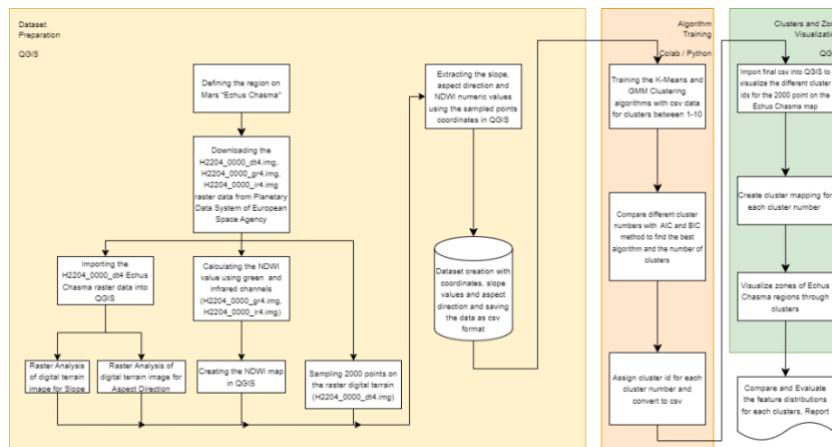 Dataset
Preparation
QGIS
Defining the region on
Mars "Echus Chasma"
Downloading the
H2204_0000_dt4.img,
H2204_0000_gr4.img,
H2204_0000_ir4.img
raster data from Planetary
Data System of European
Space Agency
Importing the
H2204_0000_dt4 Echus
Chasma raster data into
QGIS
Calculating the NDWI
value using green and
infrared channels
(H2204_0000_gr4.img,
H2204_0000_ir4.img)
Raster Analysis
of digital terrain
image for Slope
Raster Analysis of
digital terrain image for
Aspect Direction
Creating the NDWI map
in QGIS
Sampling 2000 points on
the raster digital terrain
(H2204_0000_dt4.img)
Extracting the slope,
aspect direction and
NDWI numeric values
using the sampled points
coordinates in QGIS
Dataset creation with
coordinates, slope
values and aspect
direction and saving
the data as csv
format
Algorithm
Training
Colab / Python
Training the K-Means and
GMM Clustering
algorithms with csv data
for clusters between 1-10
Compare different cluster
numbers with AIC and BIC
method to find the best
algorithm and the number of
clusters
Assign cluster id for each
cluster number and
convert to csv
Clusters and Zon
Visualizati
QG
Import final csv into QGIS to
visualize the different cluster
ids for the 2000 point on the
Echus Chasma map
Create cluster mapping for
each cluster number
Visualize zones of Echus
Chasma regions through
clusters
Compare and Evaluate
the feature distributions
for each clusters, Report